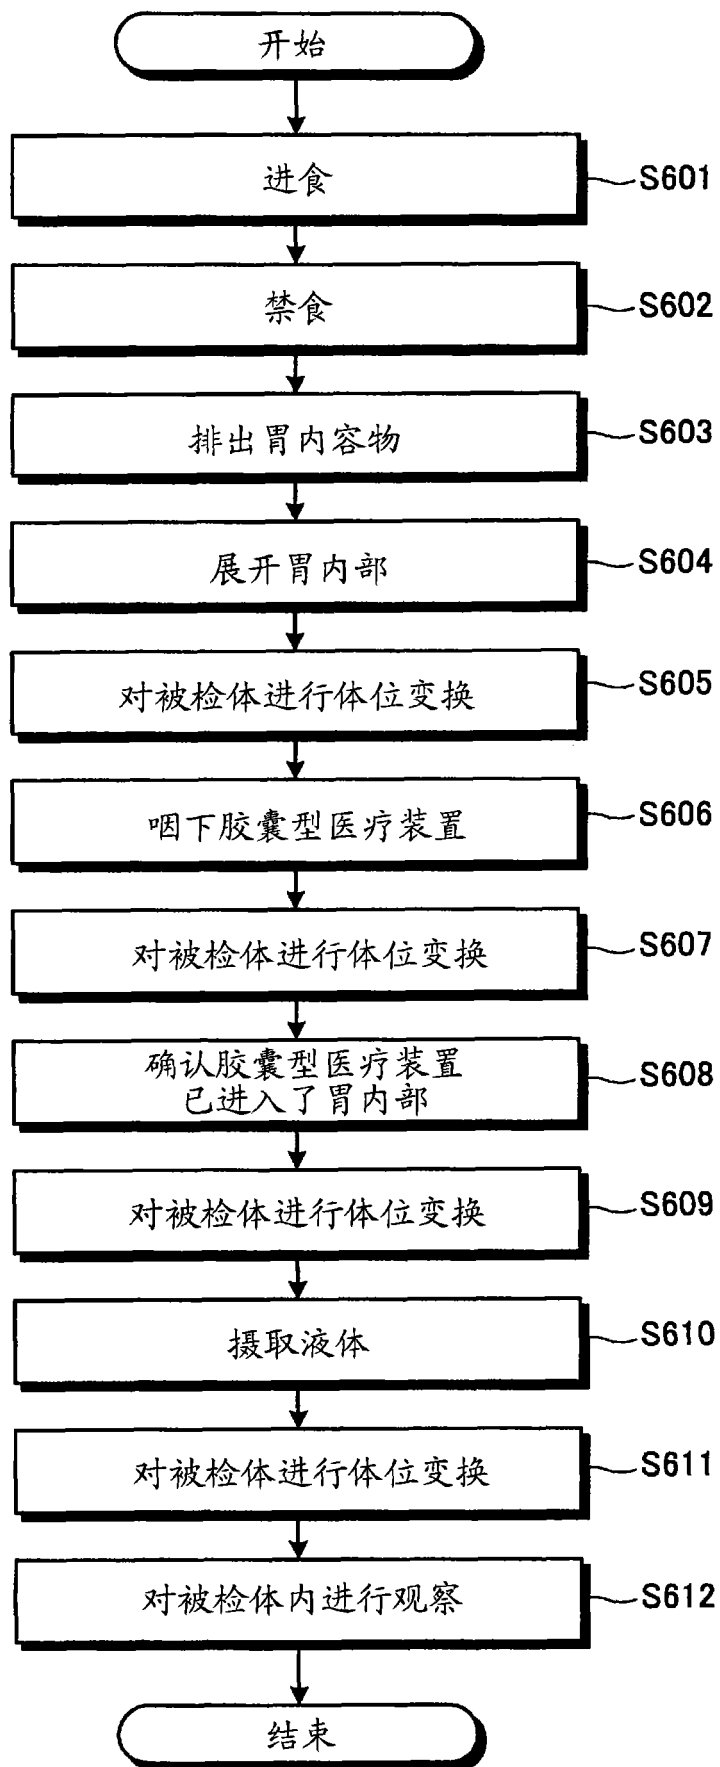 开始
进食
S601
禁食
S602
排出胃内容物
S603
展开胃内部
S604
对被检体进行体位变换
S605
咽下胶囊型医疗装置
S606
对被检体进行体位变换
S607
确认胶囊型医疗装置
已进入了胃内部
S608
对被检体进行体位变换
S609
摄取液体
S610
对被检体进行体位变换
S611
对被检体内进行观察
S612
结束